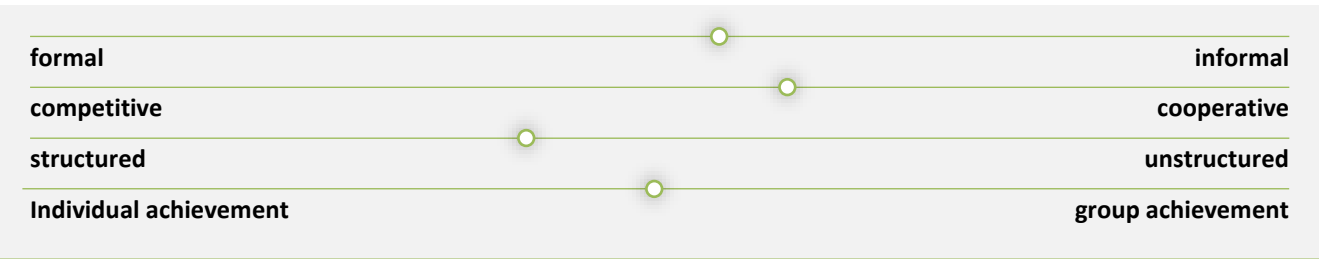 formal informal
competitive cooperative
structured unstructured
Individual achievement group achievement